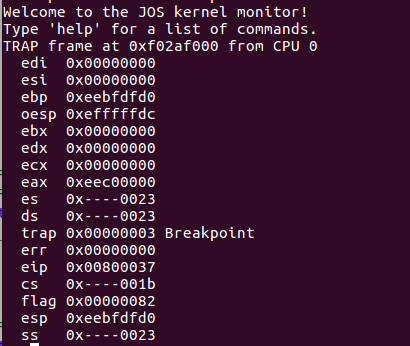 Welcome to the JOS kernel monitor!
Type 'help' for a list of commands.
TRAP frame at 0xf02af000 from CPU 0
  edi  0x00000000
  esi  0x00000000
  ebp  0xeebfdfd0
  oesp 0xefffffdc
  ebx  0x00000000
  edx  0x00000000
  ecx  0x00000000
  eax  0xeec00000
  es   0x----0023
  ds   0x----0023
  trap 0x00000003 Breakpoint
  err  0x00000000
  eip  0x00800037
  cs   0x----001b
  flag 0x00000082
  esp  0xeebfdfd0
  ss   0x----0023